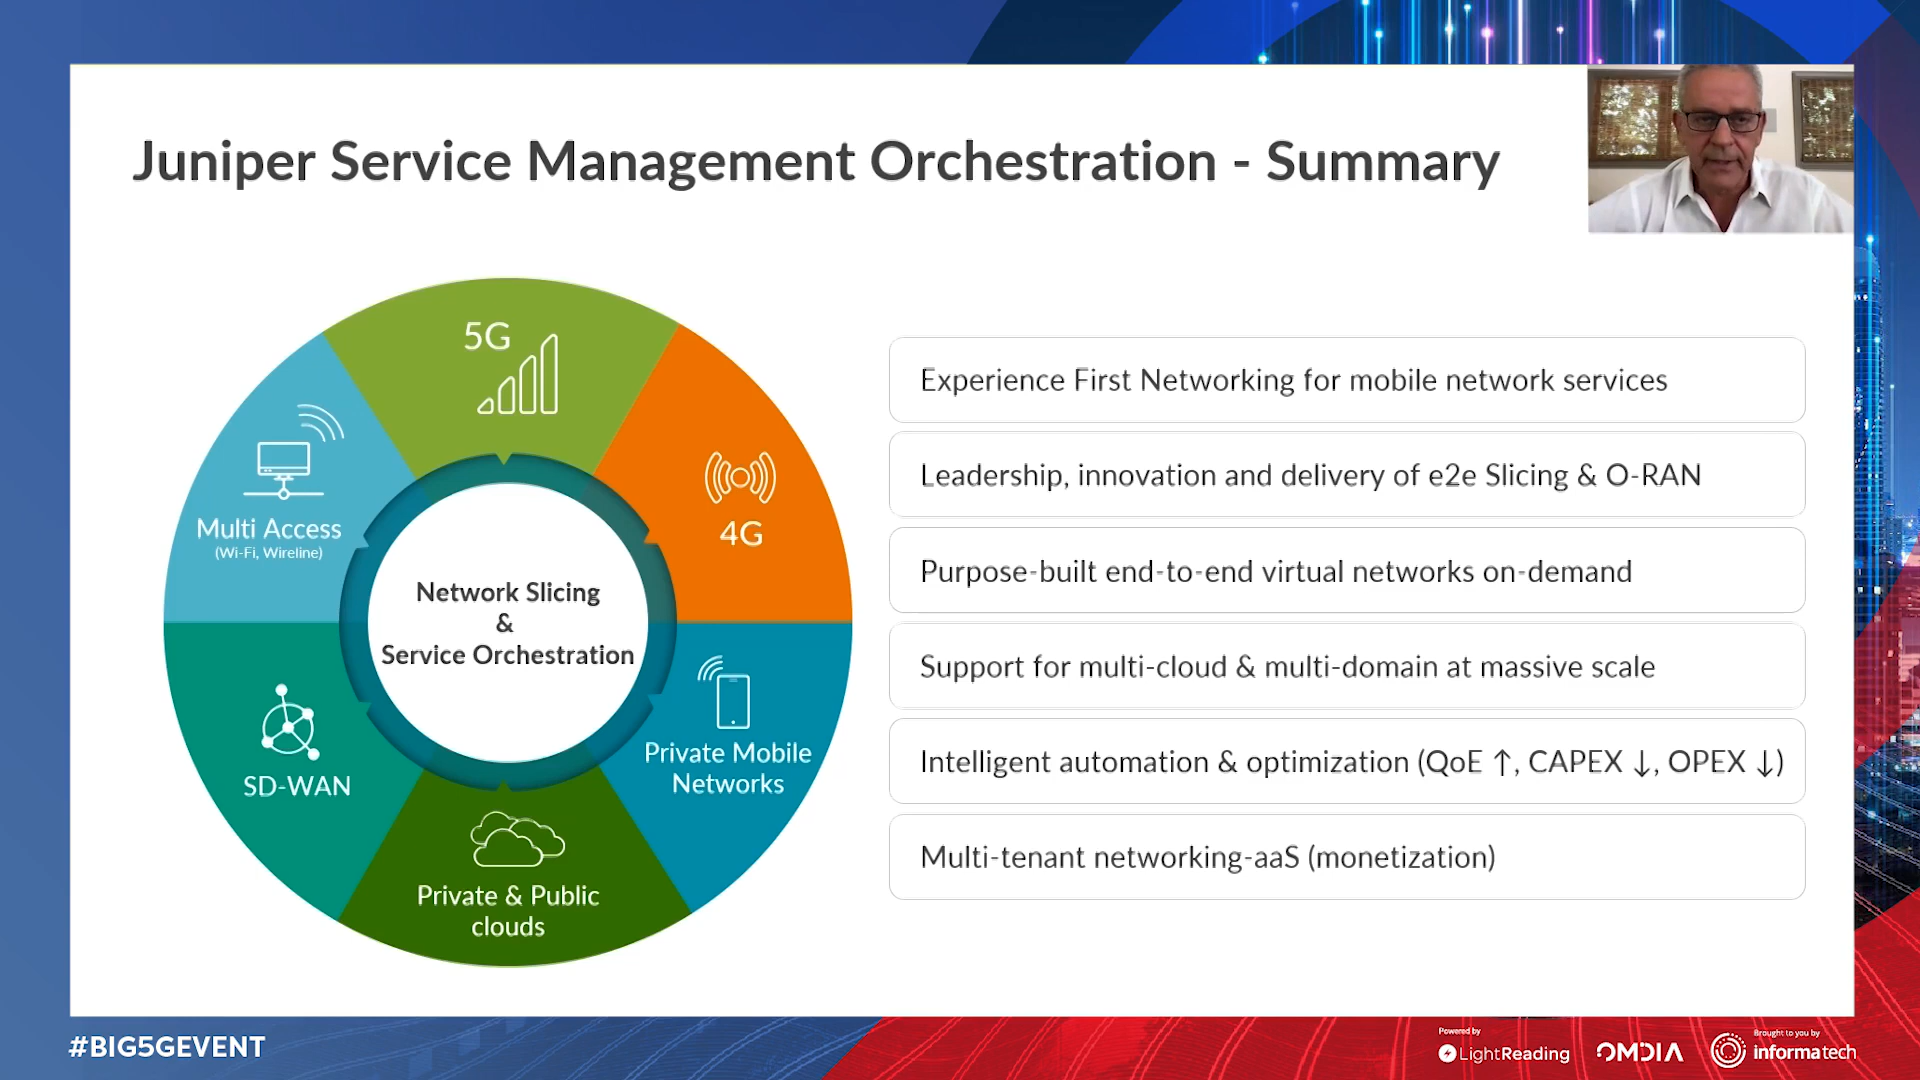 Juniper Service Management Orchestration - Summary
5G
4G
Multi Access
(Wi-Fi, Wireline)
Network Slicing
&
Service Orchestration
Private Mobile
Networks
SD-WAN
Private & Public
clouds
Experience First Networking for mobile network services
Leadership, innovation and delivery of e2e Slicing & O-RAN
Purpose-built end-to-end virtual networks on-demand
Support for multi-cloud & multi-domain at massive scale
Intelligent automation & optimization (QoE ↑, CAPEX ↓, OPEX ↓)
Multi-tenant networking-aaS (monetization)
#BIG5GEVENT
Powered by
LightReading
OMDIA
Brought to you by
informatech